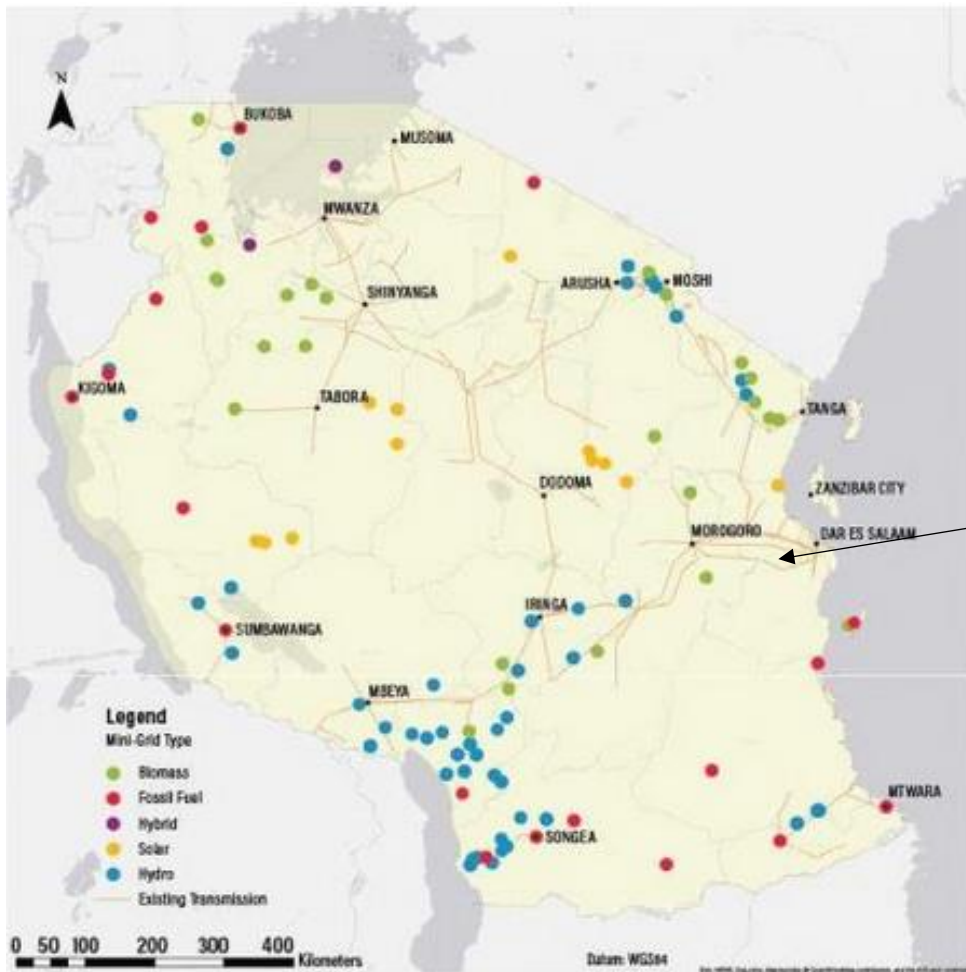 N
BUKOBA
MUSOMA
MWANZA
ARUSHA
MOSHI
SHINYANGA
KIGOMA
TABORA
TANGA
DODOMA
ZANZIBAR CITY
MOROGORO
DAR ES SALAAM
IRINGA
SUMBAWANGA
MBEYA
Legend
Mini-Grid Type
Biomass
Fossil Fuel
Hybrid
Solar
Hydro
Existing Transmission
MTWARA
SONGEA
0 50 100 200 300 400
Kilometers
Datum: WGS84